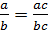 a/b = ac/bc